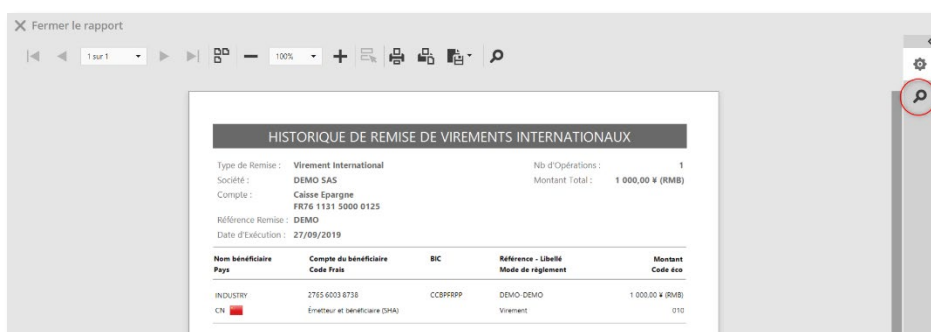 Fermer le rapport
1 sur 1
100%
HISTORIQUE DE REMISE DE VIREMENTS INTERNATIONAUX
Type de Remise : Virement International Nb d'Opérations : 1
Société : DEMO SAS Montant Total : 1 000,00 ¥ (RMB)
Compte : Caisse Epargne
FR76 1131 5000 0125
Référence Remise : DEMO
Date d'Exécution : 27/09/2019
Nom bénéficiaire Compte du bénéficiaire BIC Référence - Libellé Montant
Pays Code Frais Mode de règlement Code éco
INDUSTRY 2765 6003 8738 CCBPFRPP DEMO-DEMO 1 000,00 ¥ (RMB)
CN Emetteur et bénéficiaire (SHA) Virement 010